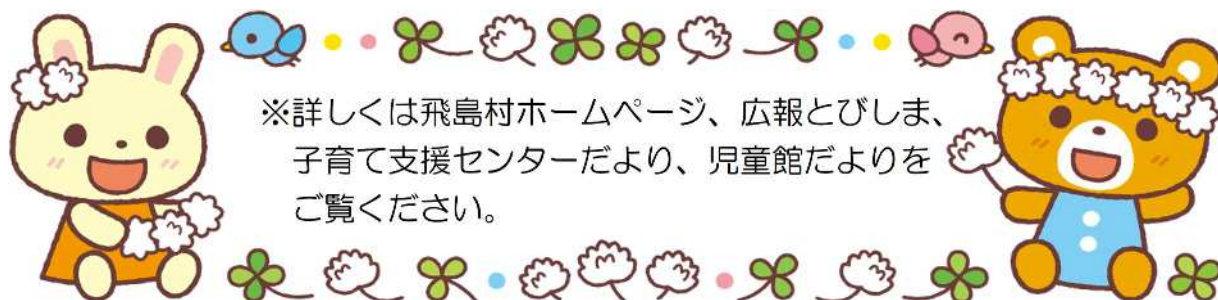 ※詳しくは飛島村ホームページ、広報とびしま、
子育て支援センターだより、児童館だよりを
ご覧ください。